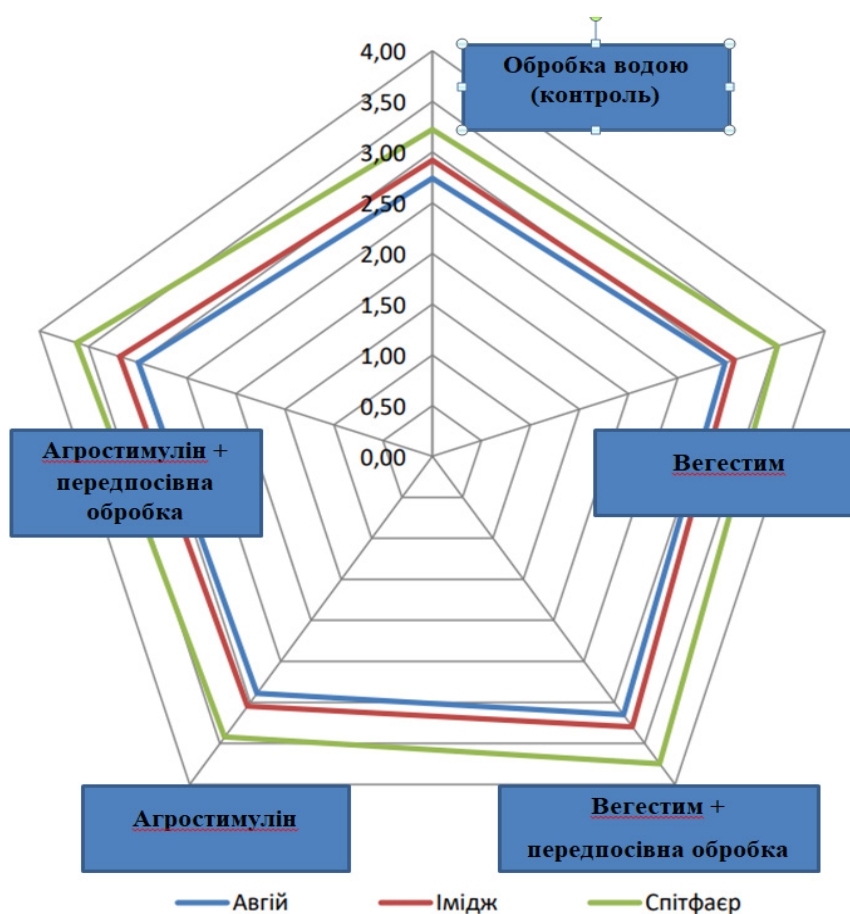 4,00
Обробка водою
(контроль)
3,50
3,00
2,50
2,00
1,50
1,00
0,50
0,00
Вегестим
Вегестим +
передпосівна обробка
Агростимулін
Агростимулін +
передпосівна
обробка
Авгій
Імідж
Спітфаєр